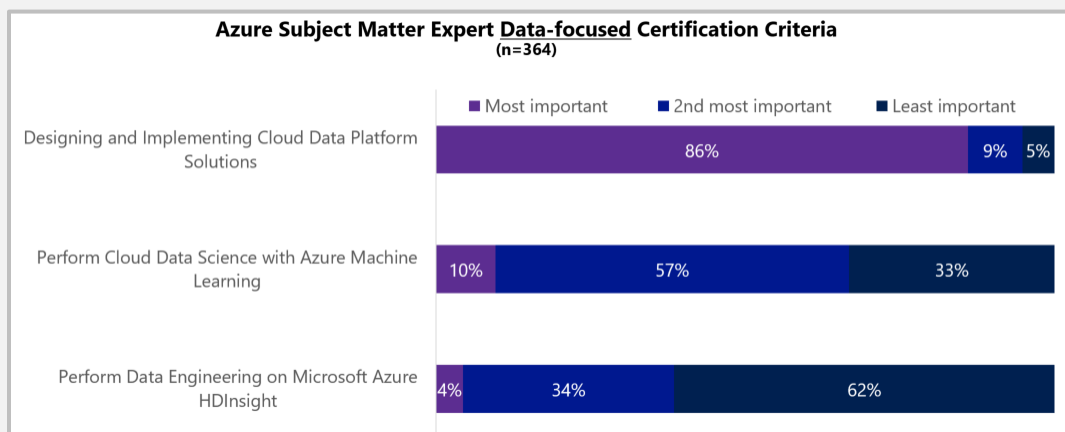 Azure Subject Matter Expert Data-focused Certification Criteria
(n=364)
Most important 2nd most important Least important
Designing and Implementing Cloud Data Platform
Solutions
86% 9% 5%
Perform Cloud Data Science with Azure Machine
Learning
10% 57% 33%
Perform Data Engineering on Microsoft Azure
HDInsight
4% 34% 62%